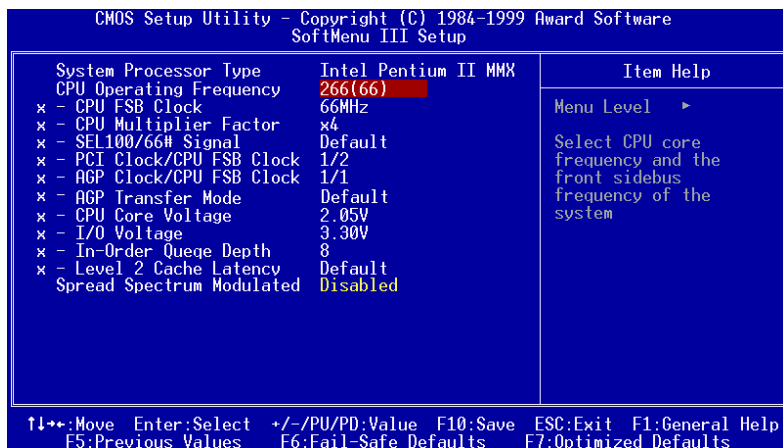 CMOS Setup Utility – Copyright (C) 1984-1999 Award Software
SoftMenu III Setup
System Processor Type Intel Pentium II MMX
CPU Operating Frequency 266(66)
x – CPU FSB Clock 66MHz
x – CPU Multiplier Factor x4
x – SEL100/66# Signal Default
x – PCI Clock/CPU FSB Clock 1/2
x – AGP Clock/CPU FSB Clock 1/1
x – AGP Transfer Mode Default
x – CPU Core Voltage 2.05V
x – I/O Voltage 3.30V
x – In-Order Queqe Depth 8
x – Level 2 Cache Latency Default
Spread Spectrum Modulated Disabled
Item Help
Menu Level ►
Select CPU core
frequency and the
front sidebus
frequency of the
system
↑↓→←:Move Enter:Select +/-/PU/PD:Value F10:Save ESC:Exit F1:General Help
F5:Previous Values F6:Fail-Safe Defaults F7:Optimized Defaults